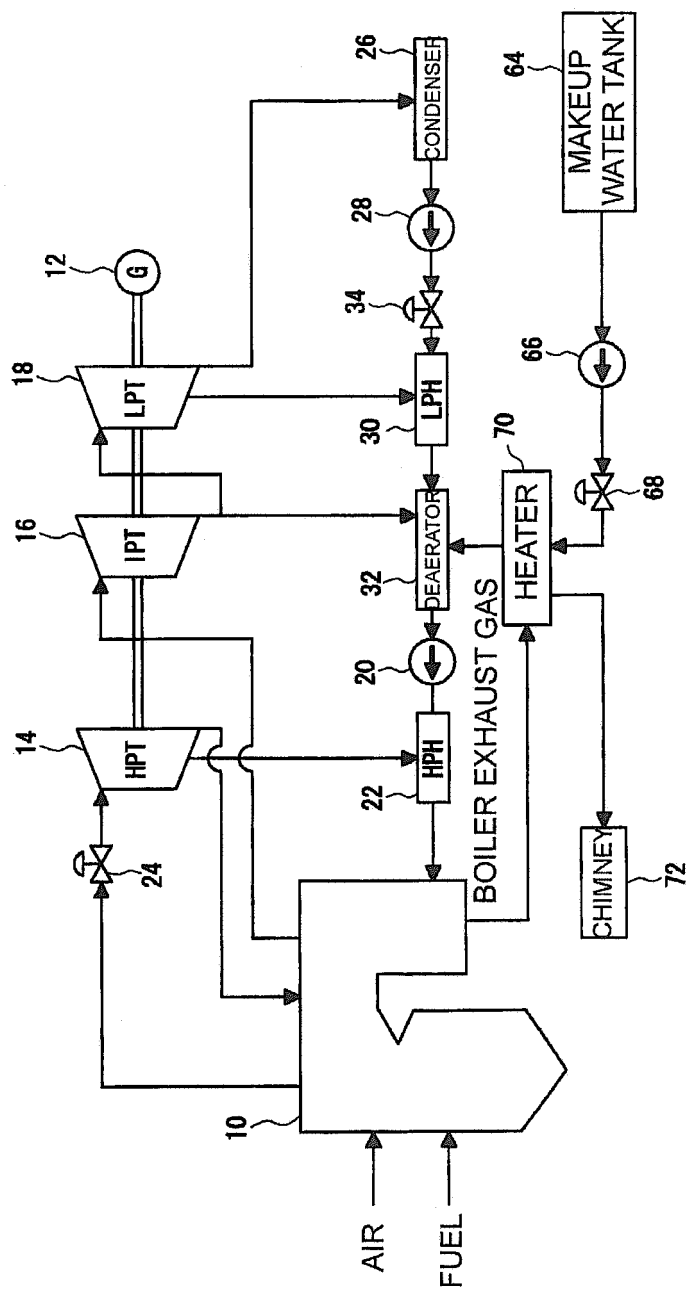 12
G
18
LPT
16
IPT
14
HPT
24
26
CONDENSER
28
34
LPH
30
DEAERATOR
32
20
HPH
22
10
AIR
FUEL
64
MAKEUP
WATER TANK
66
68
70
HEATER
BOILER EXHAUST GAS
CHIMNEY
72